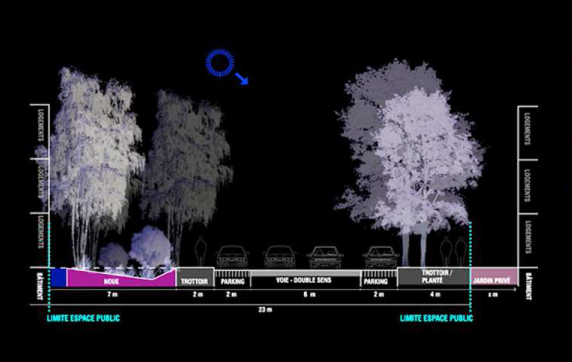 LOGEMENTS
LOGEMENTS
LOGEMENTS
LOGEMENTS
LOGEMENTS
LOGEMENTS
BÂTIMENT
NOUE
TROTTOIR
PARKING
VOIE - DOUBLE SENS
PARKING
TROTTOIR /
PLANTÉ
JARDIN PRIVÉ
BÂTIMENT
7 m
2 m
2 m
6 m
2 m
4 m
x m
23 m
LIMITE ESPACE PUBLIC
LIMITE ESPACE PUBLIC